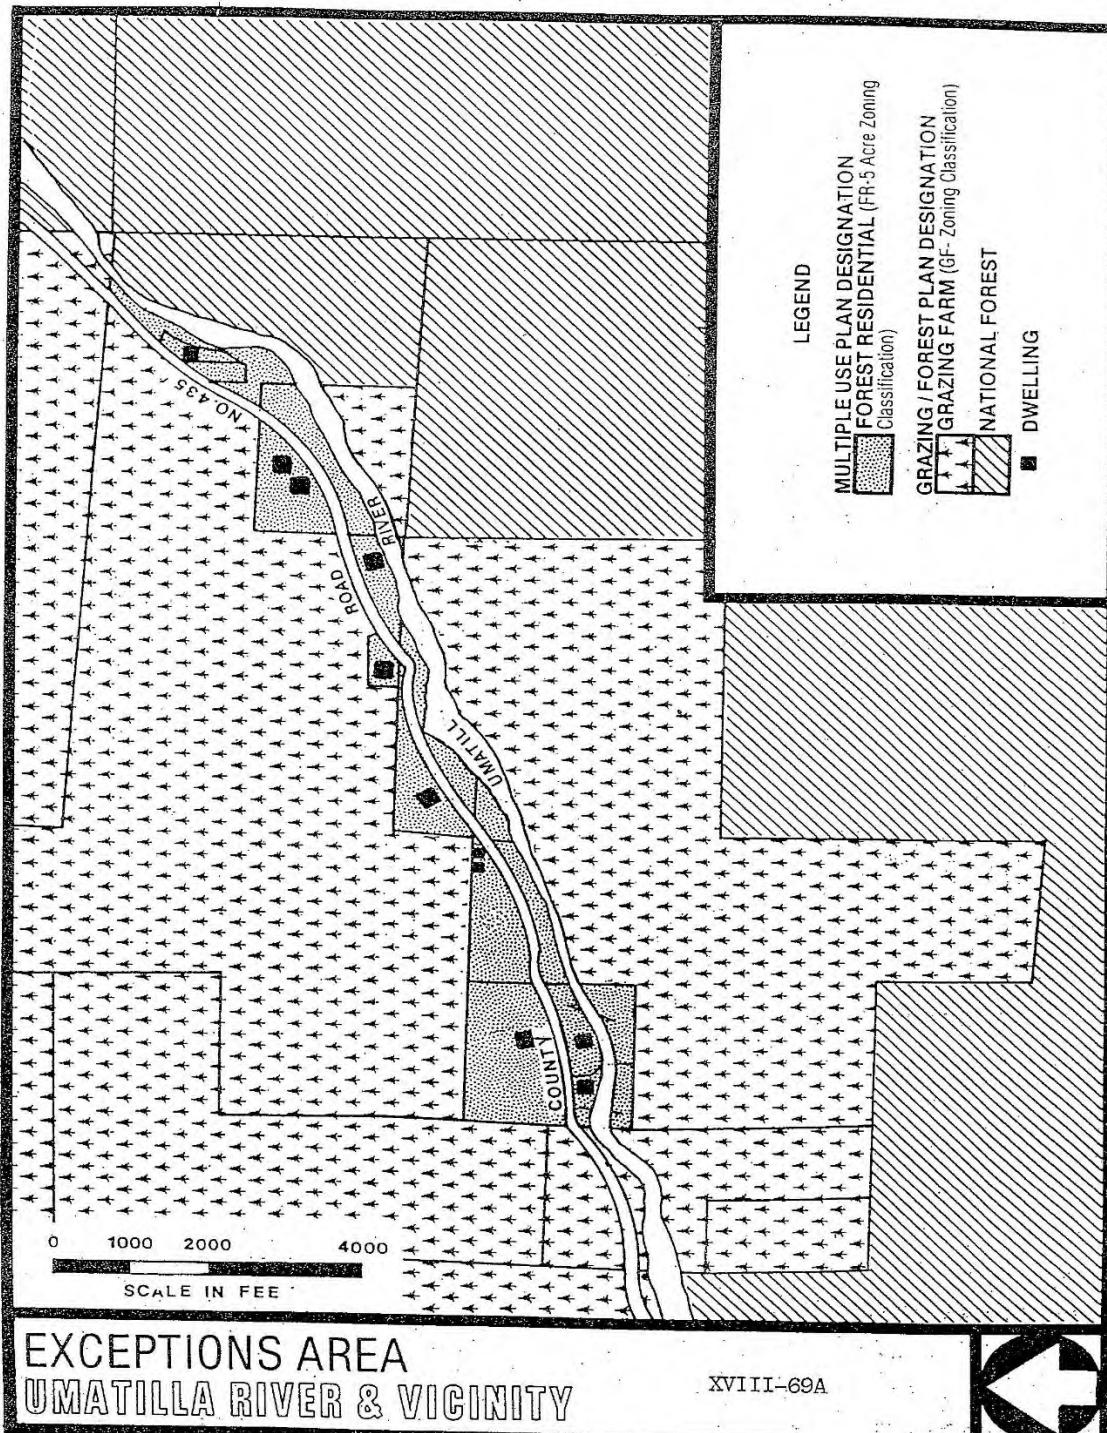 LEGEND
MULTIPLE USE PLAN DESIGNATION
FOREST RESIDENTIAL (FR-5 Acre Zoning
Classification)
GRAZING / FOREST PLAN DESIGNATION
GRAZING FARM (GF- Zoning Classification)
NATIONAL FOREST
DWELLING
NO. 435
ROAD
RIVER
UMATILL
COUNTY
0 1000 2000 4000
SCALE IN FEE
EXCEPTIONS AREA
UMATILLA RIVER & VICINITY
XVIII-69A